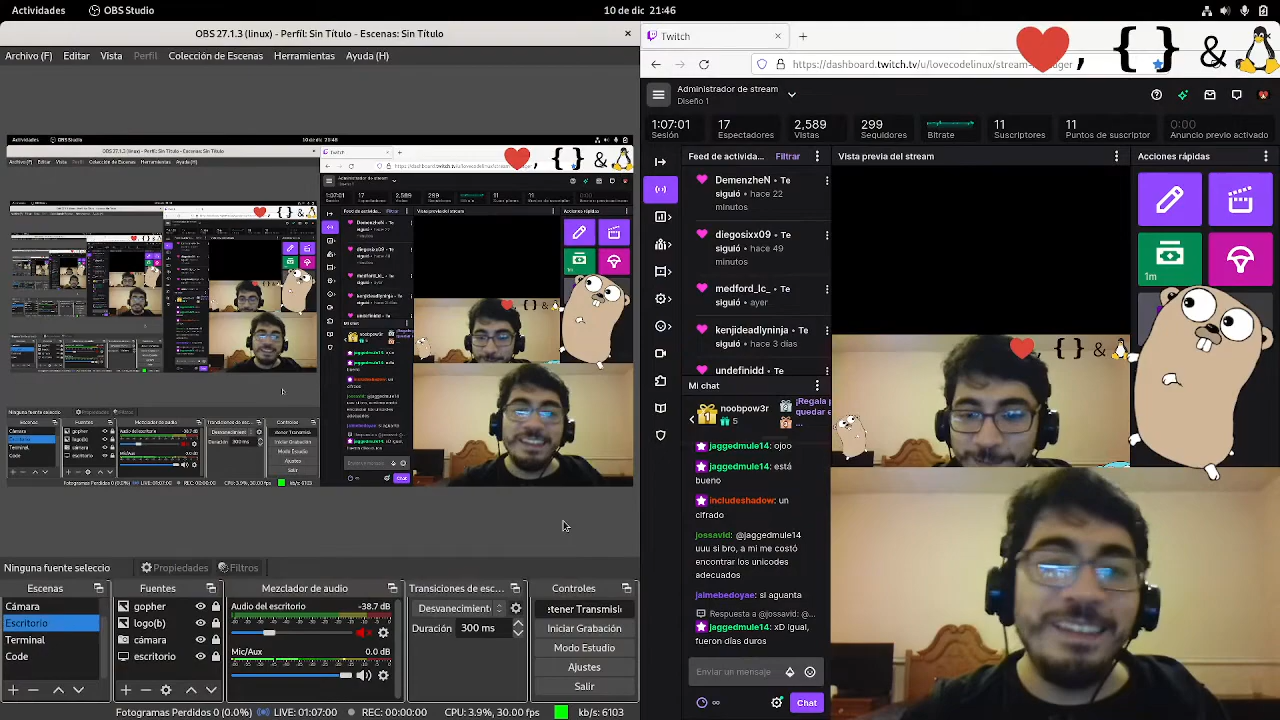 Actividades
OBS Studio
10 de dic 21:46
OBS 27.1.3 (linux) - Perfil: Sin Título - Escenas: Sin Título
Archivo (F) Editar Vista Perfil Colección de Escenas Herramientas Ayuda (H)
Ninguna fuente seleccio
Propiedades
Filtros
Escenas
Cámara
Escritorio
Terminal
Code
Fuentes
gopher
logo(b)
cámara
escritorio
Mezclador de audio
Audio del escritorio -38.7 dB
Mic/Aux 0.0 dB
Transiciones de esc...
Desvanecimient
Duración 300 ms
Controles
tener Transmisió
Iniciar Grabación
Modo Estudio
Ajustes
Salir
Fotogramas Perdidos 0 (0.0%) LIVE: 01:07:00 REC: 00:00:00 CPU: 3.9%, 30.00 fps kb/s: 6103
Twitch
, { } &
https://dashboard.twitch.tv/u/lovecodelinux/stream-
Administrador de stream
Diseño 1
1:07:01
Sesión
17
Espectadores
2,589
Vistas
299
Seguidores
Bitrate
11
Suscriptores
11
Puntos de suscriptor
0:00
Anuncio previo activado
Feed de activida...
Filtrar
DemenzheN • Te
siguió • hace 22
minutos
diegosixx09 • Te
siguió • hace 49
minutos
medford_lc_ • Te
siguió • ayer
kenjideadlyninja • Te
siguió • hace 3 días
undefinidd • Te
Vista previa del stream
, { } &
Acciones rápidas
1m
Mi chat
noobpow3r
5
¡Regala p
quedar e
...
jaggedmule14: ojoo
jaggedmule14: está
bueno
includeshadow: un
cifrado
jossavid: @jaggedmule14
uuu si bro, a mi me costó
encontrar los unicodes
adecuados
jaimebedoyae: si aguanta
Respuesta a @jossavid: @...
jaggedmule14: xD igual,
fueron días duros
Enviar un mensaje
∞
Chat